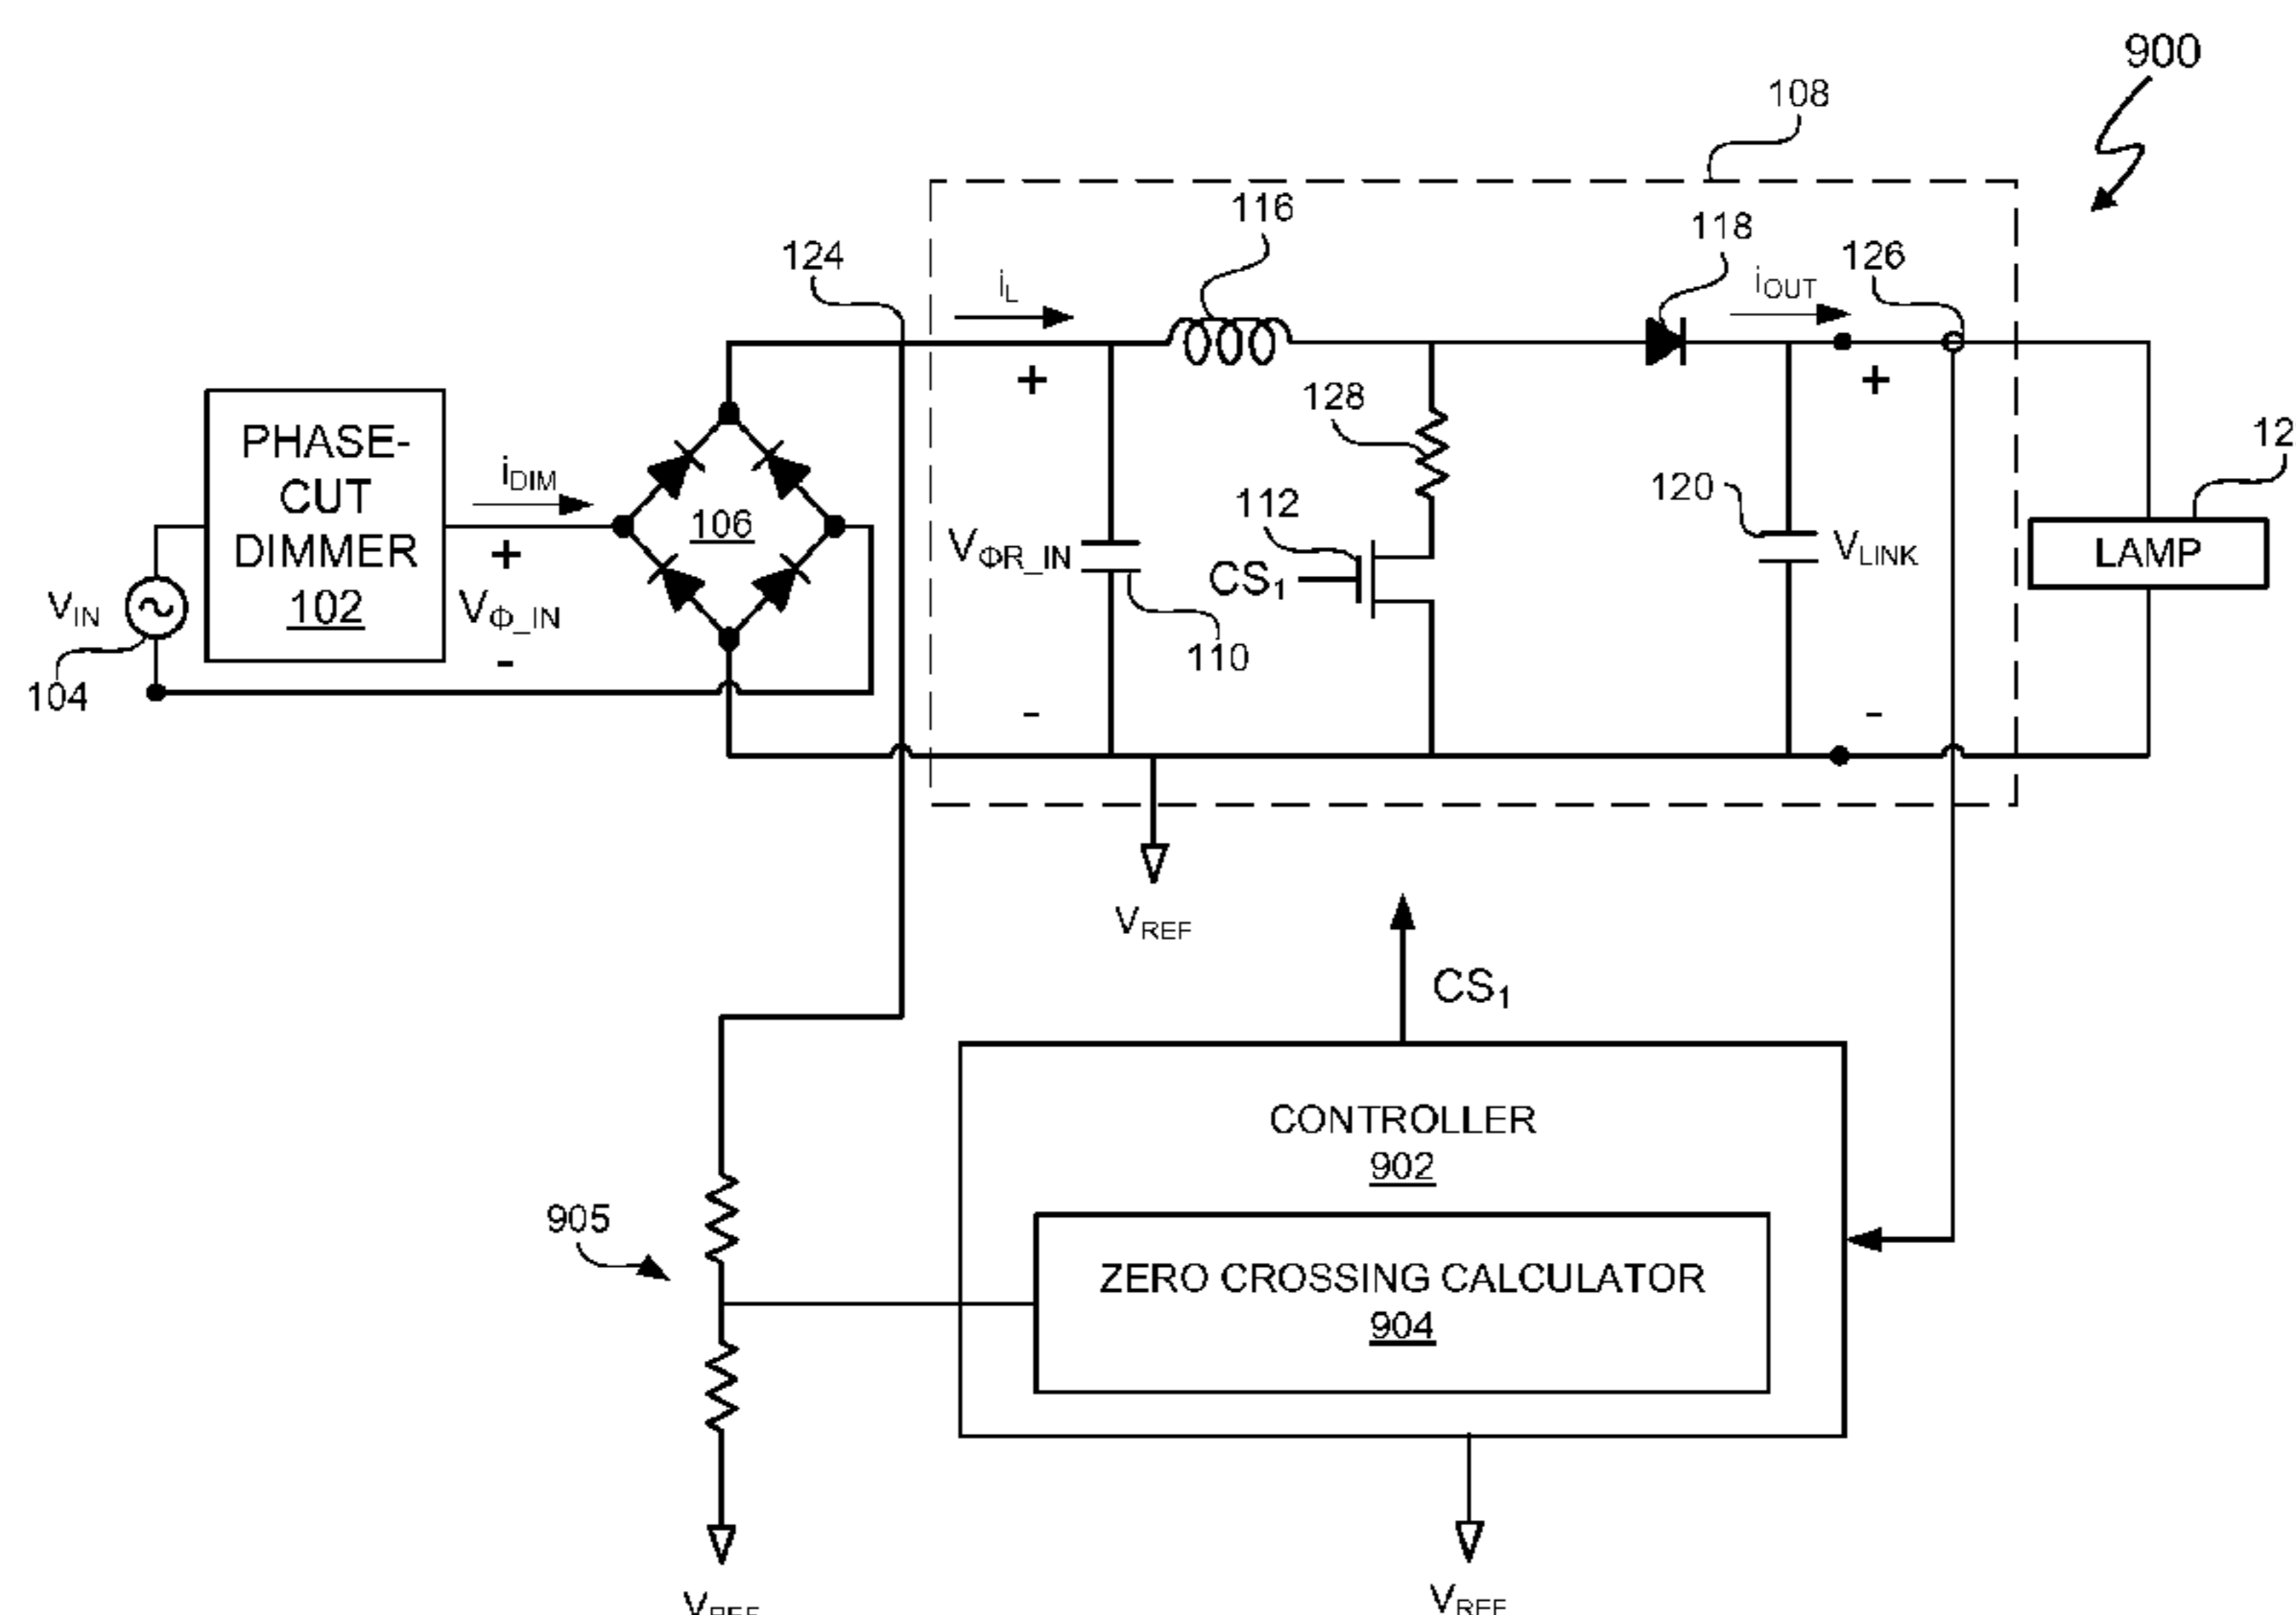 900
108
116
118
124
126
iL
iOUT
+
+
128
PHASE-
CUT
DIMMER
102
iDIM
12
112
120
106
VΦR_IN
VLINK
LAMP
+
CS1
VIN
VΦ_IN
-
110
104
-
-
VREF
CS1
CONTROLLER
902
905
ZERO CROSSING CALCULATOR
904
VREF
VREF